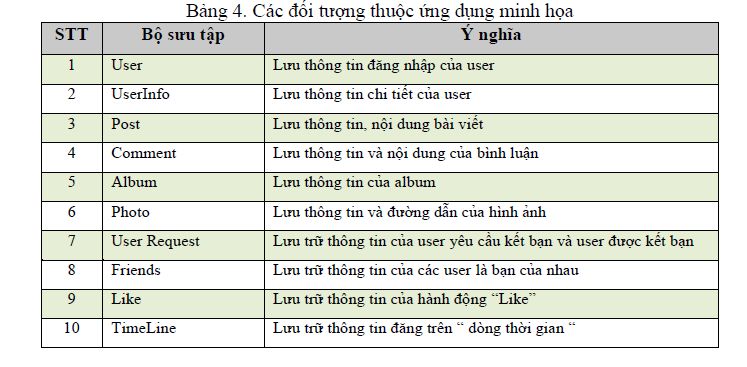 Bảng 4. Các đối tượng thuộc ứng dụng minh họa
STT Bộ sưu tập Ý nghĩa
1 User Lưu thông tin đăng nhập của user
2 UserInfo Lưu thông tin chi tiết của user
3 Post Lưu thông tin, nội dung bài viết
4 Comment Lưu thông tin và nội dung của bình luận
5 Album Lưu thông tin của album
6 Photo Lưu thông tin và đường dẫn của hình ảnh
7 User Request Lưu trữ thông tin của user yêu cầu kết bạn và user được kết bạn
8 Friends Lưu trữ thông tin của các user là bạn của nhau
9 Like Lưu trữ thông tin của hành động “Like”
10 TimeLine Lưu trữ thông tin đăng trên “ dòng thời gian “